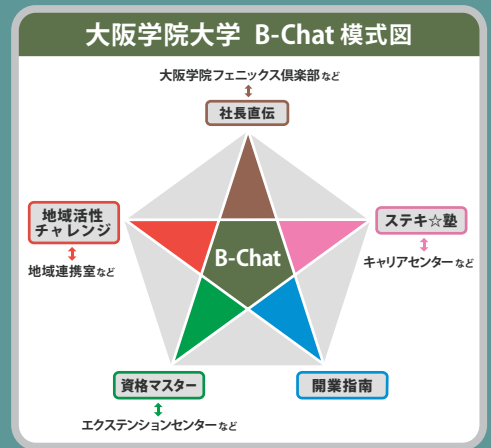 大阪学院大学 B-Chat 模式図
大阪学院フェニックス倶楽部など
社長直伝
地域活性
チャレンジ
地域連携室など
ステキ☆塾
キャリアセンターなど
B-Chat
資格マスター
エクステンションセンターなど
開業指南